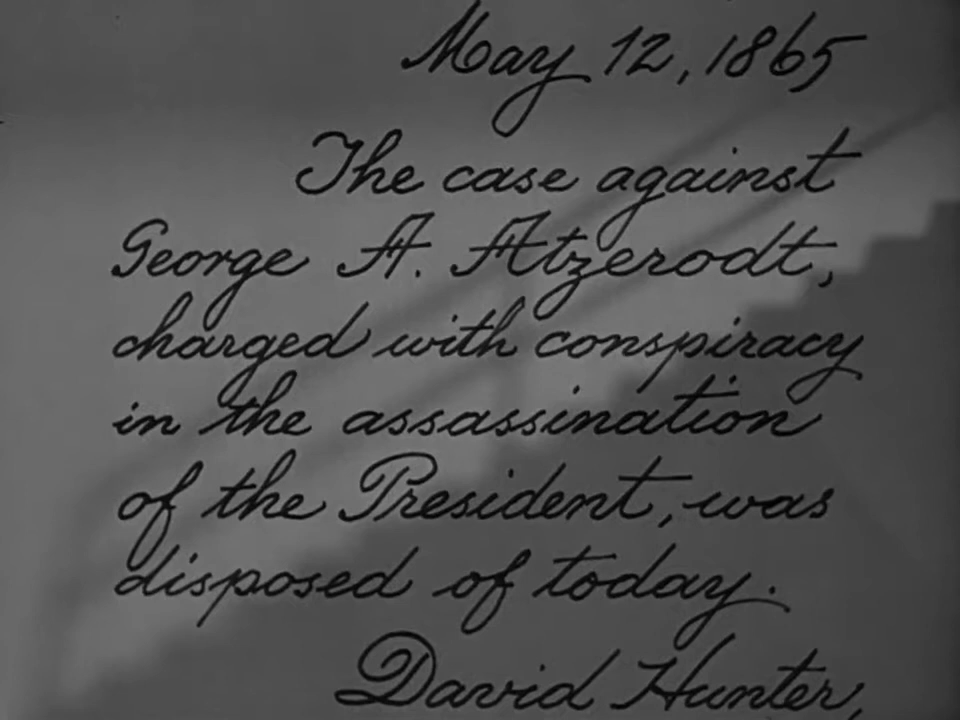 May 12, 1865
The case against
George A. Atzerodt,
charged with conspiracy
in the assassination
of the President, was
disposed of today.
David Hunter,